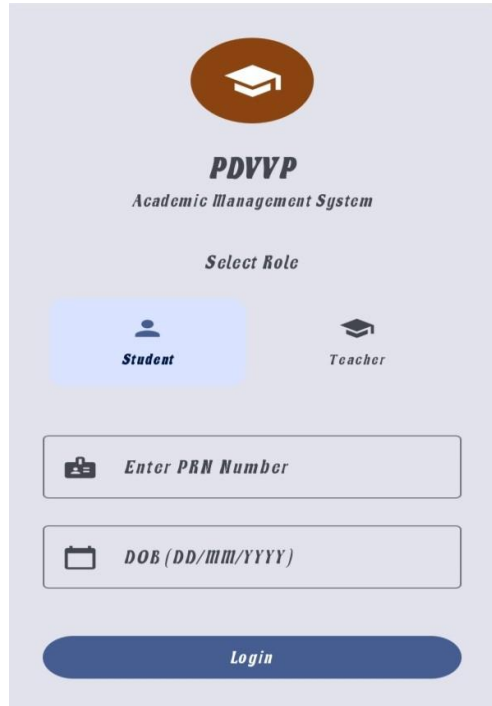 PDVVP
Academic Management System
Select Role
Student
Teacher
Enter PRN Number
DOB (DD/MM/YYYY)
Login